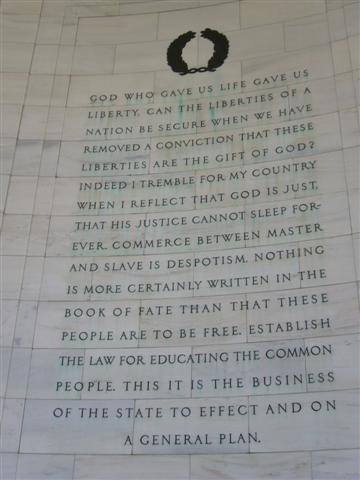 GOD WHO GAVE US LIFE GAVE US
LIBERTY. CAN THE LIBERTIES OF A
NATION BE SECURE WHEN WE HAVE
REMOVED A CONVICTION THAT THESE
LIBERTIES ARE THE GIFT OF GOD?
INDEED I TREMBLE FOR MY COUNTRY
WHEN I REFLECT THAT GOD IS JUST,
THAT HIS JUSTICE CANNOT SLEEP FOR-
EVER. COMMERCE BETWEEN MASTER
AND SLAVE IS DESPOTISM. NOTHING
IS MORE CERTAINLY WRITTEN IN THE
BOOK OF FATE THAN THAT THESE
PEOPLE ARE TO BE FREE. ESTABLISH
THE LAW FOR EDUCATING THE COMMON
PEOPLE. THIS IT IS THE BUSINESS
OF THE STATE TO EFFECT AND ON
A GENERAL PLAN.